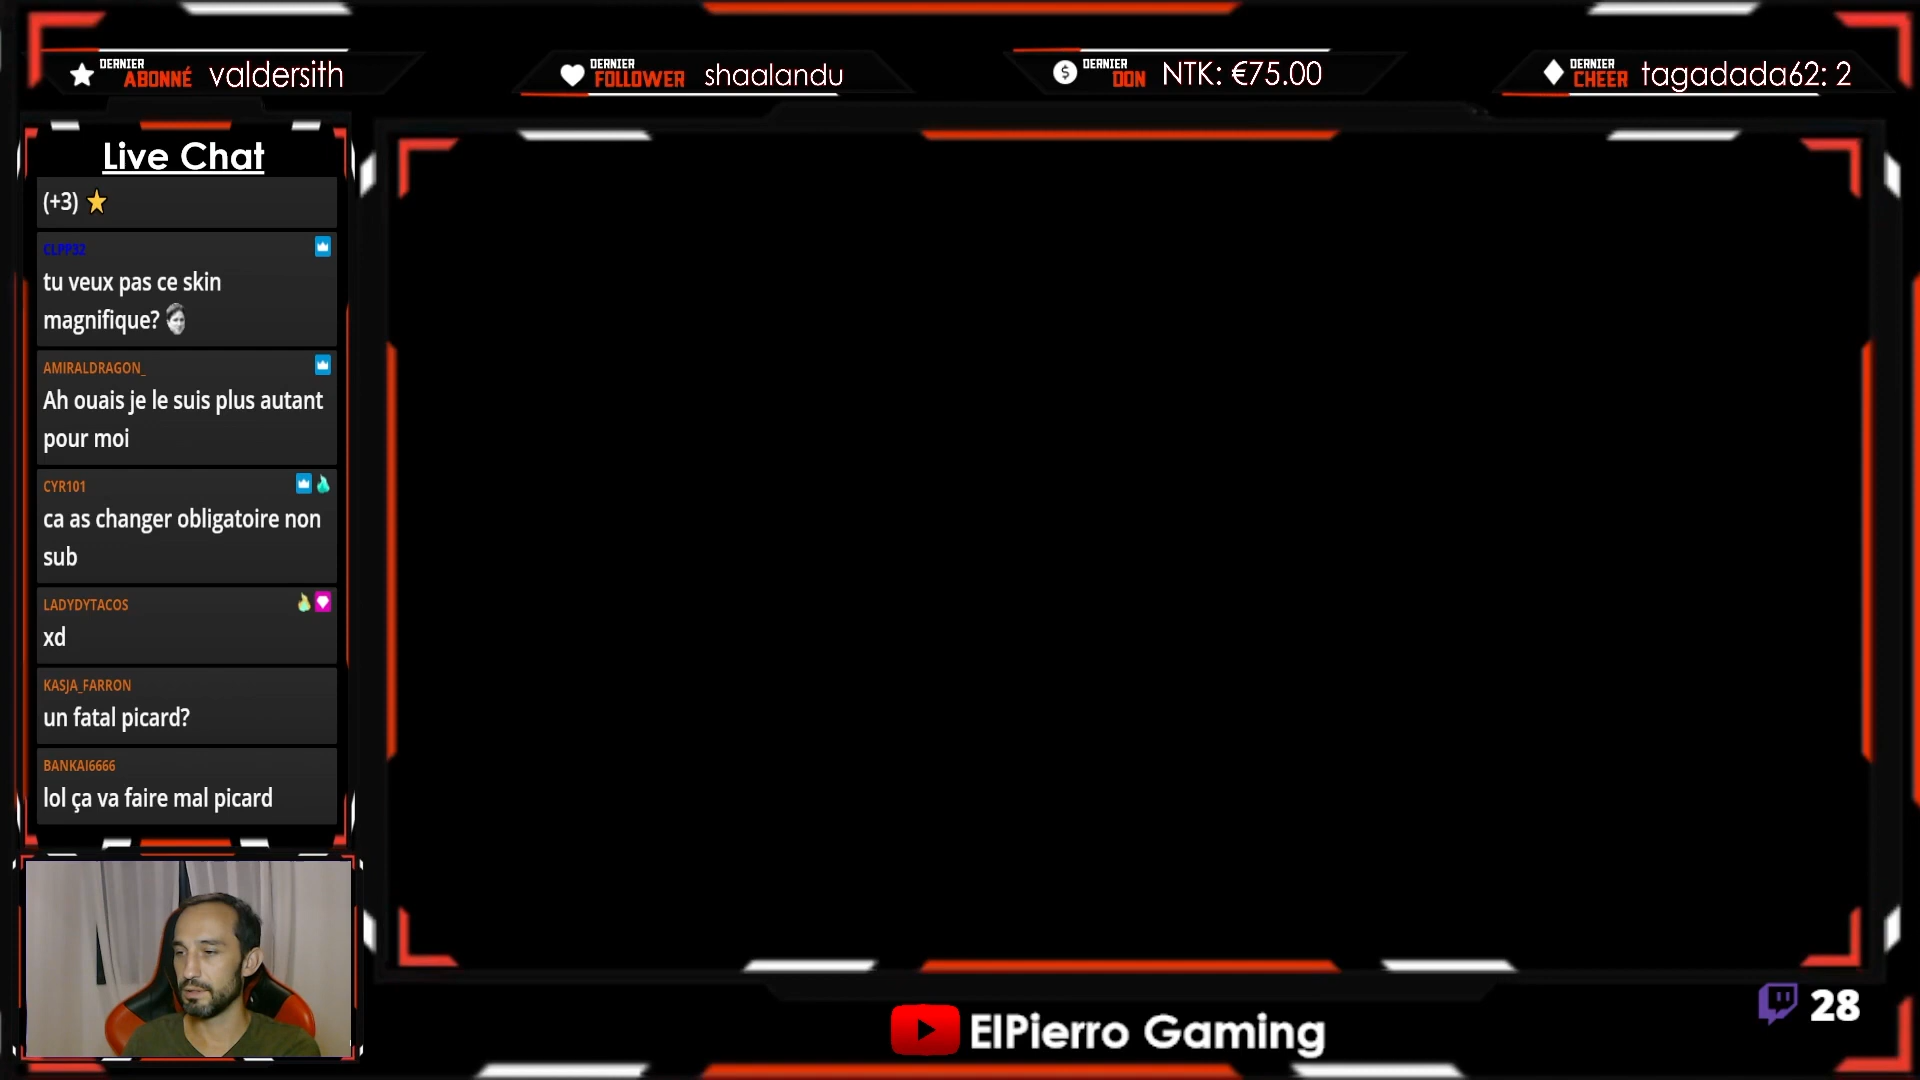 DERNIER
ABONNÉ
valdersith
DERNIER
FOLLOWER
shaalandu
DERNIER
DON
NTK: €75.00
DERNIER
CHEER
tagadada62: 2
Live Chat
(+3)
CLPP32
tu veux pas ce skin
magnifique?
AMIRALDRAGON_
Ah ouais je le suis plus autant
pour moi
CYR101
ca as changer obligatoire non
sub
LADYDYTACOS
xd
KASJA_FARRON
un fatal picard?
BANKAI6666
lol ça va faire mal picard
ElPierro Gaming
28